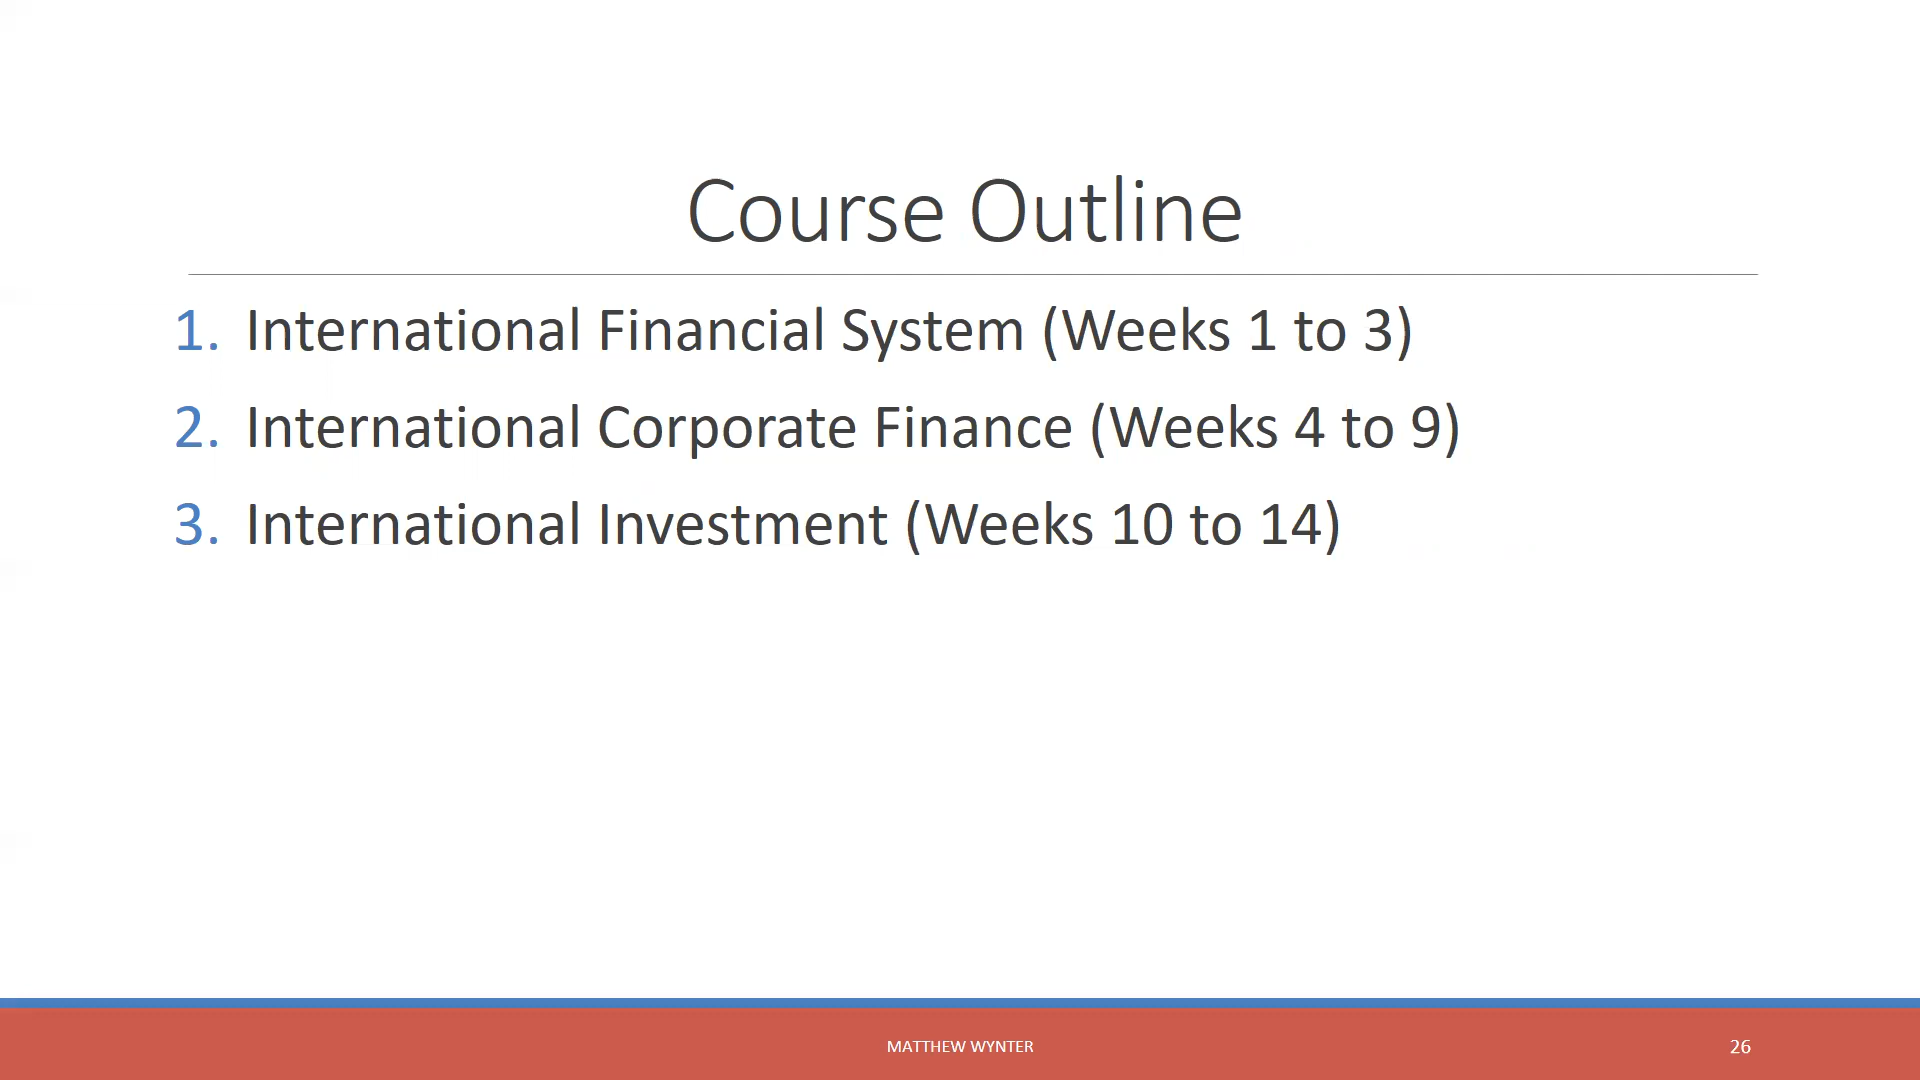 Course Outline
1. International Financial System (Weeks 1 to 3)
2. International Corporate Finance (Weeks 4 to 9)
3. International Investment (Weeks 10 to 14)
MATTHEW WYNTER
26